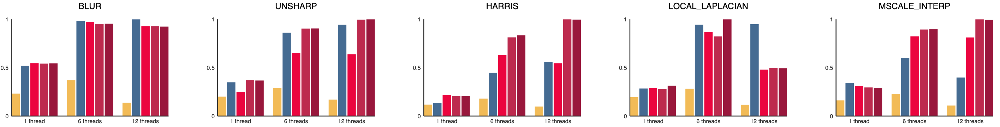 BLUR
1
0.5
0
1 thread
6 threads
12 threads
UNSHARP
1
0.5
0
1 thread
6 threads
12 threads
HARRIS
1
0.5
0
1 thread
6 threads
12 threads
LOCAL_LAPLACIAN
1
0.5
0
1 thread
6 threads
12 threads
MSCALE_INTERP
1
0.5
0
1 thread
6 threads
12 threads